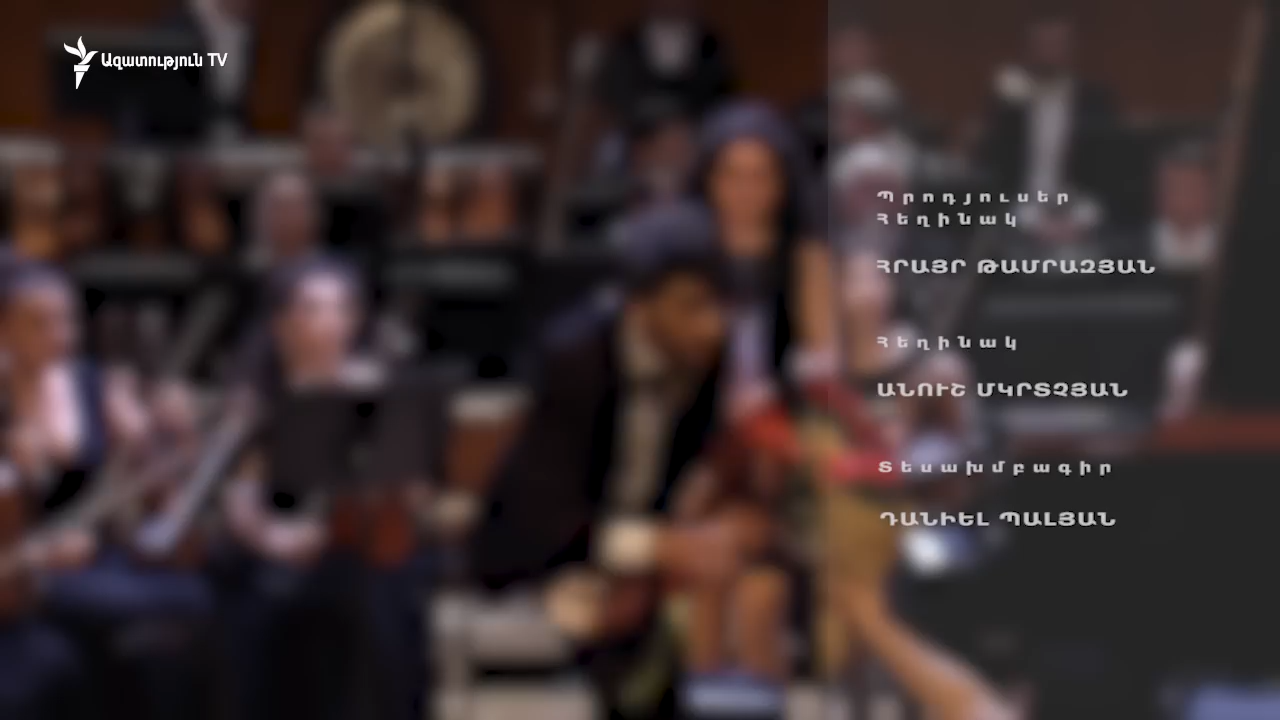 Ազատություն TV
Պրոդյուսեր
Հեղինակ
ՀՐԱՅՐ ԹԱՄՐԱԶՅԱՆ
Հեղինակ
ԱՆՈՒՇ ՄԿՐՏՉՅԱՆ
Տեսախմբագիր
ԴԱՆԻԵԼ ՊԱԼՅԱՆ